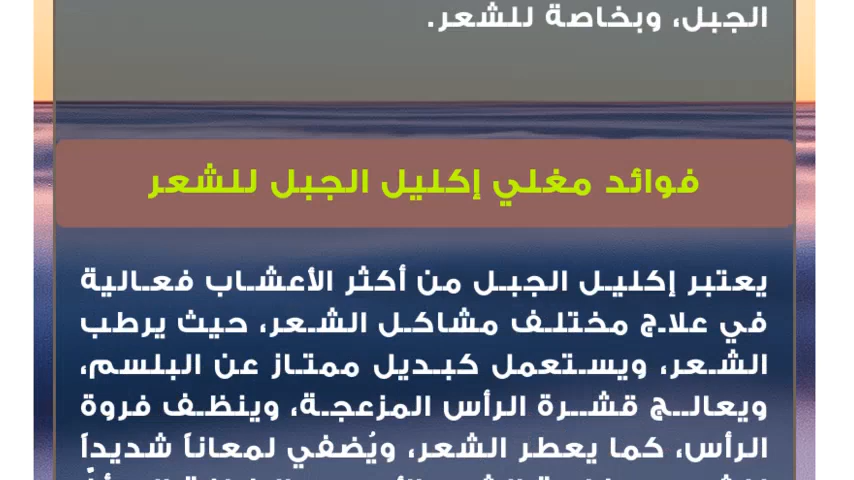 الجبل، وبخاصة للشعر.
فوائد مغلي إكليل الجبل للشعر
يعتبر إكليل الجبل من أكثر الأعشاب فعالية
في علاج مختلف مشاكل الشعر، حيث يرطب
الشعر، ويستعمل كبديل ممتاز عن البلسم،
ويعالج قشرة الرأس المزعجة، وينظف فروة
الرأس، كما يعطر الشعر، ويُضفي لمعاناً شديداً